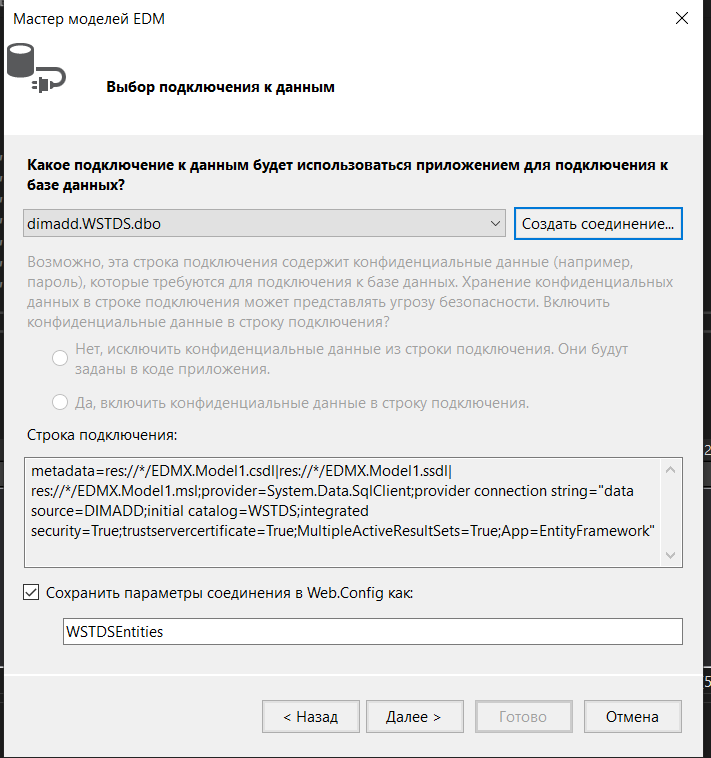 Мастер моделей EDM
Выбор подключения к данным
Какое подключение к данным будет использоваться приложением для подключения к
базе данных?
dimadd.WSTDS.dbo
Создать соединение...
Возможно, эта строка подключения содержит конфиденциальные данные (например,
пароль), которые требуются для подключения к базе данных. Хранение конфиденциальных
данных в строке подключения может представлять угрозу безопасности. Включить
конфиденциальные данные в строку подключения?
Нет, исключить конфиденциальные данные из строки подключения. Они будут
заданы в коде приложения.
Да, включить конфиденциальные данные в строку подключения.
Строка подключения:
metadata=res://*/EDMX.Model1.csdl|res://*/EDMX.Model1.ssdl|
res://*/EDMX.Model1.msl;provider=System.Data.SqlClient;provider connection string="data
source=DIMADD;initial catalog=WSTDS;integrated
security=True;trustservercertificate=True;MultipleActiveResultSets=True;App=EntityFramework"
Сохранить параметры соединения в Web.Config как:
WSTDSEntities
< Назад
Далее >
Готово
Отмена